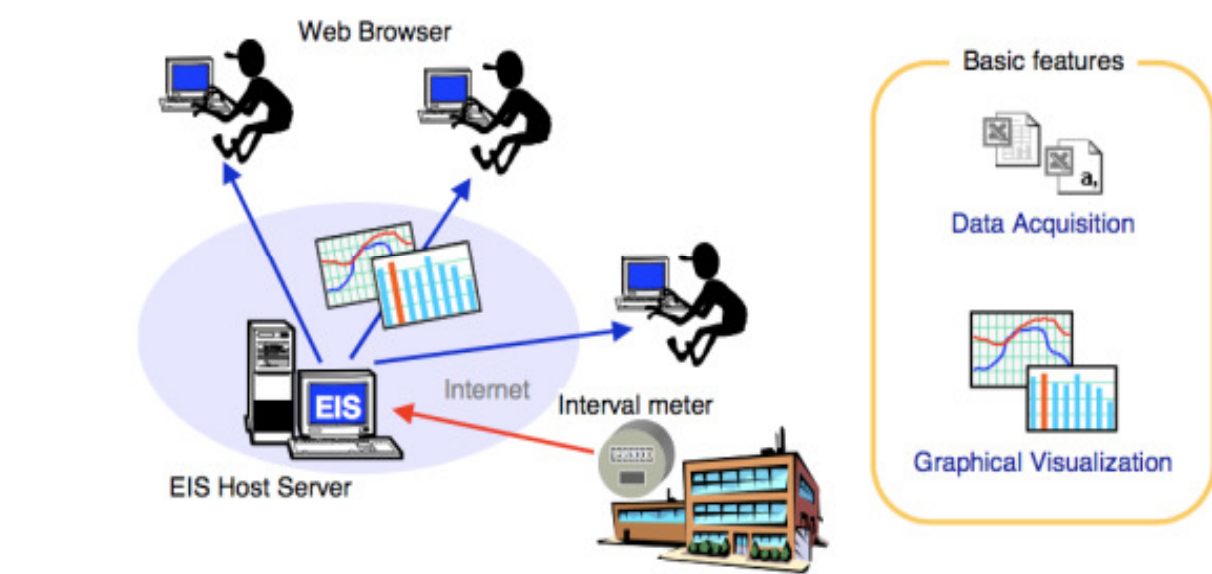 Web Browser
Basic features
a,
Data Acquisition
Internet
Interval meter
EIS
EIS Host Server
Graphical Visualization